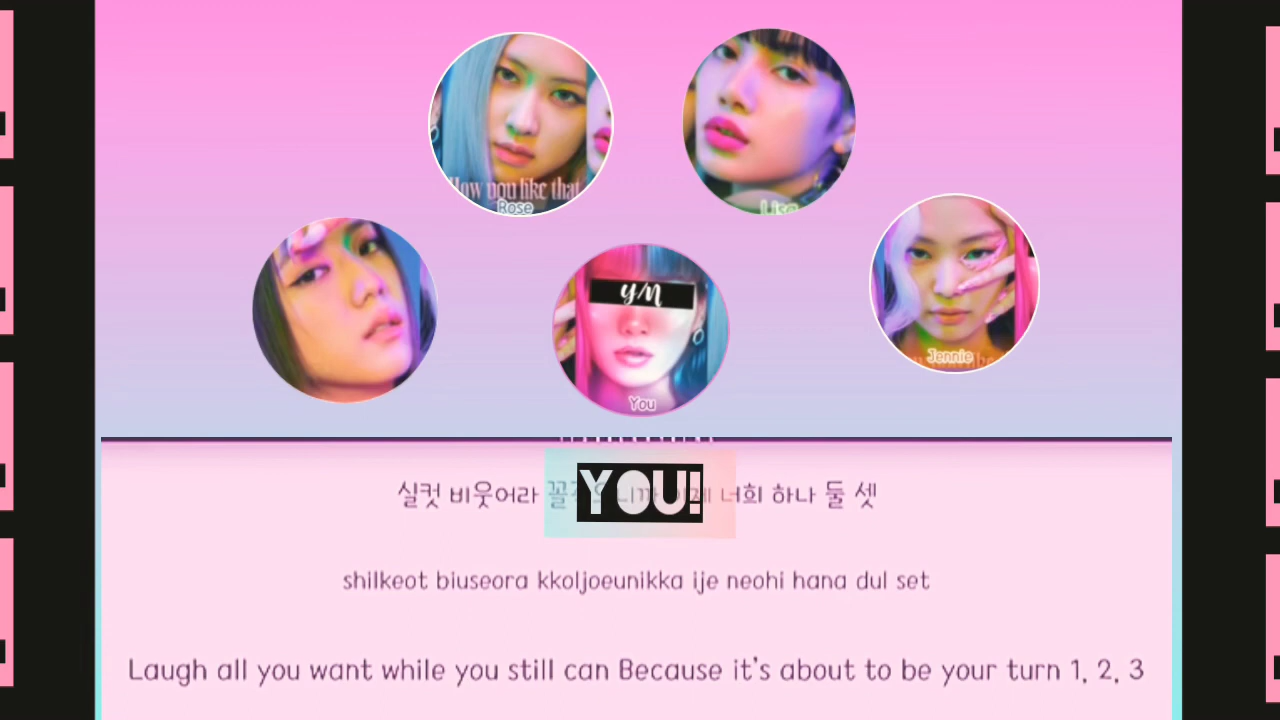 How you like that
Rose
Lisa
y/n
You
Jennie
YOU!
실컷 비웃어라 너희 하나 둘 셋
shilkeot biuseora kkoljoeunikka ije neohi hana dul set
Laugh all you want while you still can Because it's about to be your turn 1, 2, 3